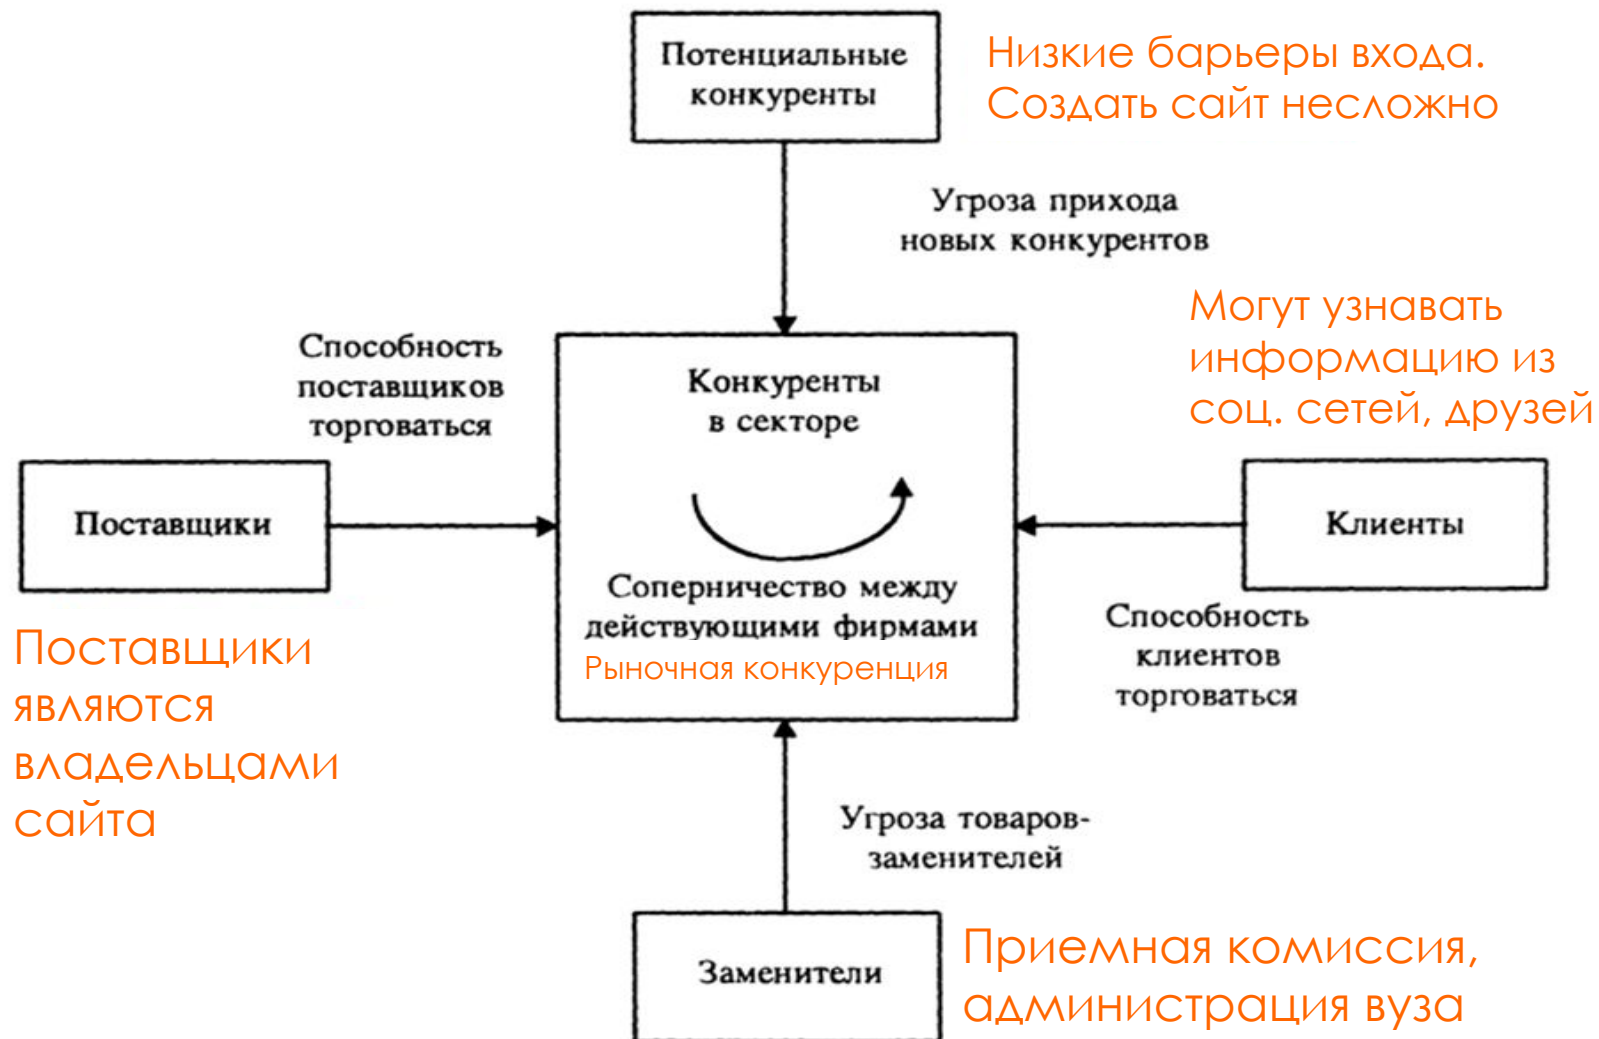 Потенциальные
конкуренты
Низкие барьеры входа.
Создать сайт несложно
Угроза прихода
новых конкурентов
Могут узнавать
информацию из
соц. сетей, друзей
Способность
поставщиков
торговаться
Конкуренты
в секторе
Поставщики
Клиенты
Соперничество между
действующими фирмами
Рыночная конкуренция
Способность
клиентов
торговаться
Поставщики
являются
владельцами
сайта
Угроза товаров-
заменителей
Заменители
Приемная комиссия,
администрация вуза